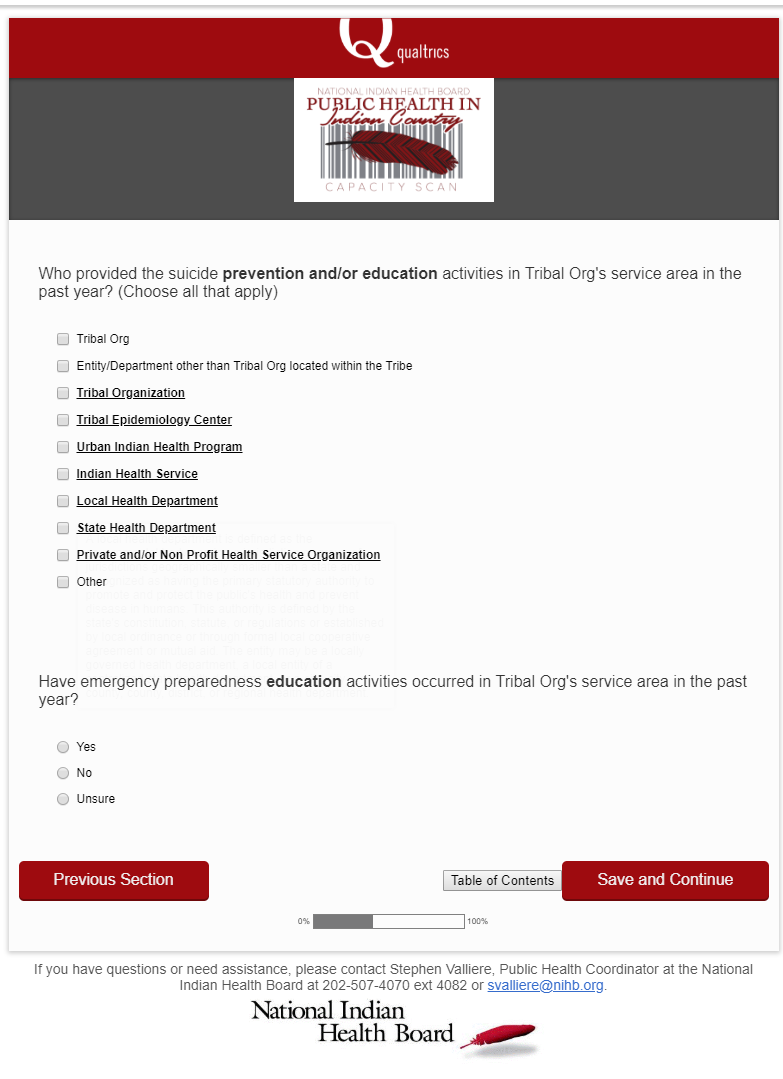 Q qualtrics
NATIONAL INDIAN HEALTH BOARD
PUBLIC HEALTH IN
Indian Country
CAPACITY SCAN
Who provided the suicide prevention and/or education activities in Tribal Org's service area in the
past year? (Choose all that apply)
Tribal Org
Entity/Department other than Tribal Org located within the Tribe
Tribal Organization
Tribal Epidemiology Center
Urban Indian Health Program
Indian Health Service
Local Health Department
State Health Department
Private and/or Non Profit Health Service Organization
Other
Have emergency preparedness education activities occurred in Tribal Org's service area in the past
year?
Yes
No
Unsure
Previous Section
Table of Contents
Save and Continue
0%
100%
If you have questions or need assistance, please contact Stephen Valliere, Public Health Coordinator at the National
Indian Health Board at 202-507-4070 ext 4082 or svalliere@nihb.org.
National Indian
Health Board